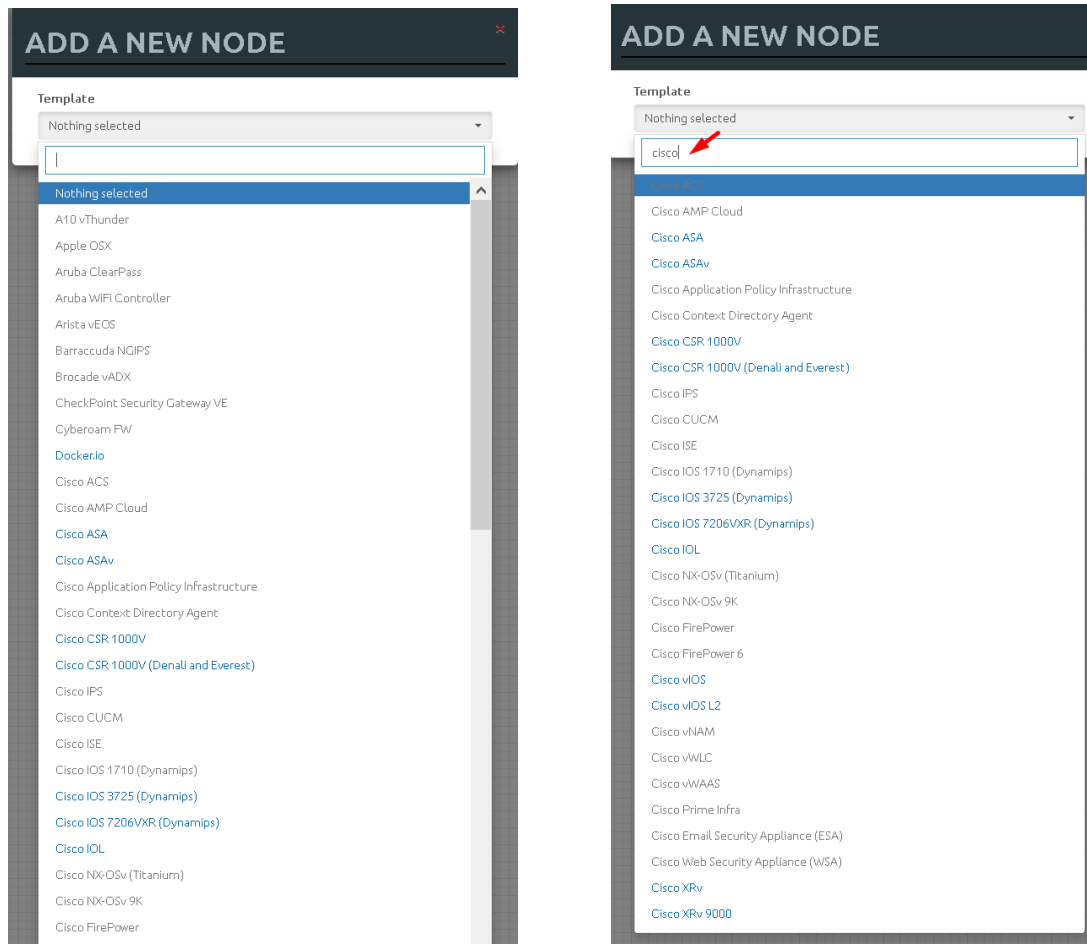 ADD A NEW NODE
×
Template
Nothing selected
Nothing selected
A10 vThunder
Apple OSX
Aruba ClearPass
Aruba WiFi Controller
Arista vEOS
Barraccuda NGIPS
Brocade vADX
CheckPoint Security Gateway VE
Cyberoam FW
Docker.io
Cisco ACS
Cisco AMP Cloud
Cisco ASA
Cisco ASAv
Cisco Application Policy Infrastructure
Cisco Context Directory Agent
Cisco CSR 1000V
Cisco CSR 1000V (Denali and Everest)
Cisco IPS
Cisco CUCM
Cisco ISE
Cisco IOS 1710 (Dynamips)
Cisco IOS 3725 (Dynamips)
Cisco IOS 7206VXR (Dynamips)
Cisco IOL
Cisco NX-OSv (Titanium)
Cisco NX-OSv 9K
Cisco FirePower
ADD A NEW NODE
Template
Nothing selected
cisco
Cisco ACS
Cisco AMP Cloud
Cisco ASA
Cisco ASAv
Cisco Application Policy Infrastructure
Cisco Context Directory Agent
Cisco CSR 1000V
Cisco CSR 1000V (Denali and Everest)
Cisco IPS
Cisco CUCM
Cisco ISE
Cisco IOS 1710 (Dynamips)
Cisco IOS 3725 (Dynamips)
Cisco IOS 7206VXR (Dynamips)
Cisco IOL
Cisco NX-OSv (Titanium)
Cisco NX-OSv 9K
Cisco FirePower
Cisco FirePower 6
Cisco vIOS
Cisco vIOS L2
Cisco vNAM
Cisco vWLC
Cisco vWAAS
Cisco Prime Infra
Cisco Email Security Appliance (ESA)
Cisco Web Security Appliance (WSA)
Cisco XRv
Cisco XRv 9000